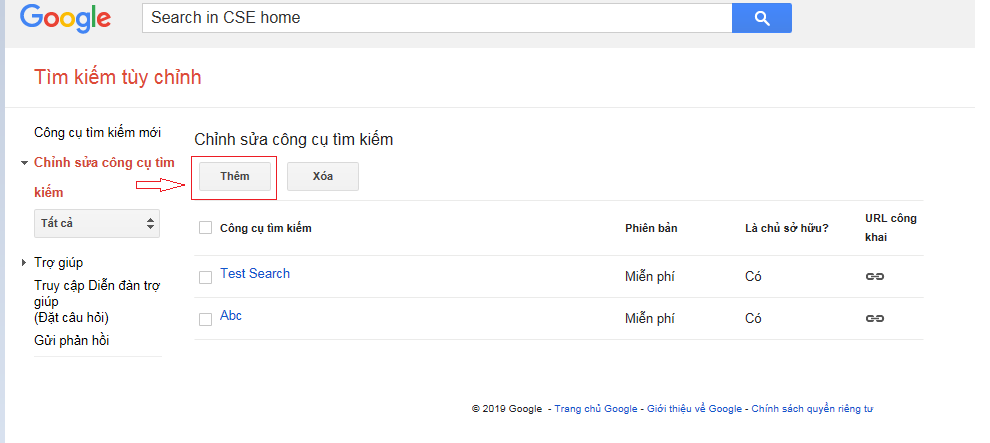 Google
Search in CSE home
Tìm kiếm tùy chỉnh
Công cụ tìm kiếm mới
Chỉnh sửa công cụ tìm
kiếm
Tất cả
Trợ giúp
Truy cập Diễn đàn trợ
giúp
(Đặt câu hỏi)
Gửi phản hồi
Chỉnh sửa công cụ tìm kiếm
Thêm Xóa
Công cụ tìm kiếm Phiên bản Là chủ sở hữu? URL công
khai
Test Search Miễn phí Có
Abc Miễn phí Có
© 2019 Google - Trang chủ Google - Giới thiệu về Google - Chính sách quyền riêng tư